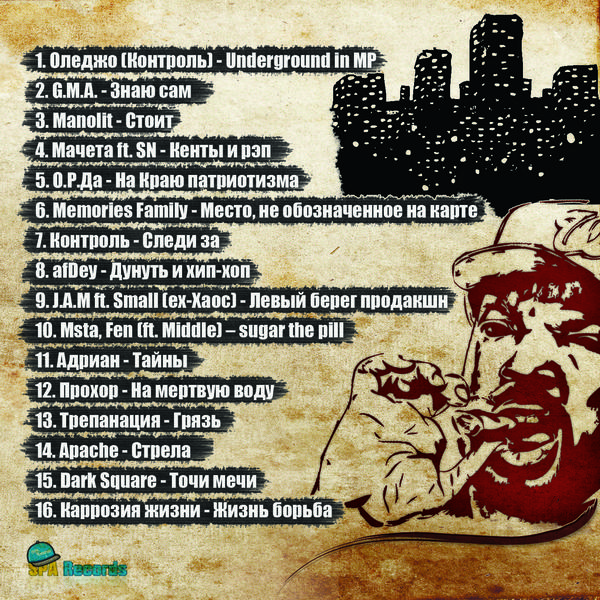 1. Оледжо (Контроль) - Underground in MP
2. G.M.A. - Знаю сам
3. Manolit - Стоит
4. Мачета ft. SN - Кенты и рэп
5. О.Р.Да - На Краю патриотизма
6. Memories Family - Место, не обозначенное на карте
7. Контроль - Следи за
8. afDey - Дунуть и хип-хоп
9. J.A.M ft. Small (ex-Хаос) - Левый берег продакшн
10. Msta, Fen (ft. Middle) – sugar the pill
11. Адриан - Тайны
12. Прохор - На мертвую воду
13. Трепанация - Грязь
14. Apache - Стрела
15. Dark Square - Точи мечи
16. Каррозия жизни - Жизнь борьба
SPA Records